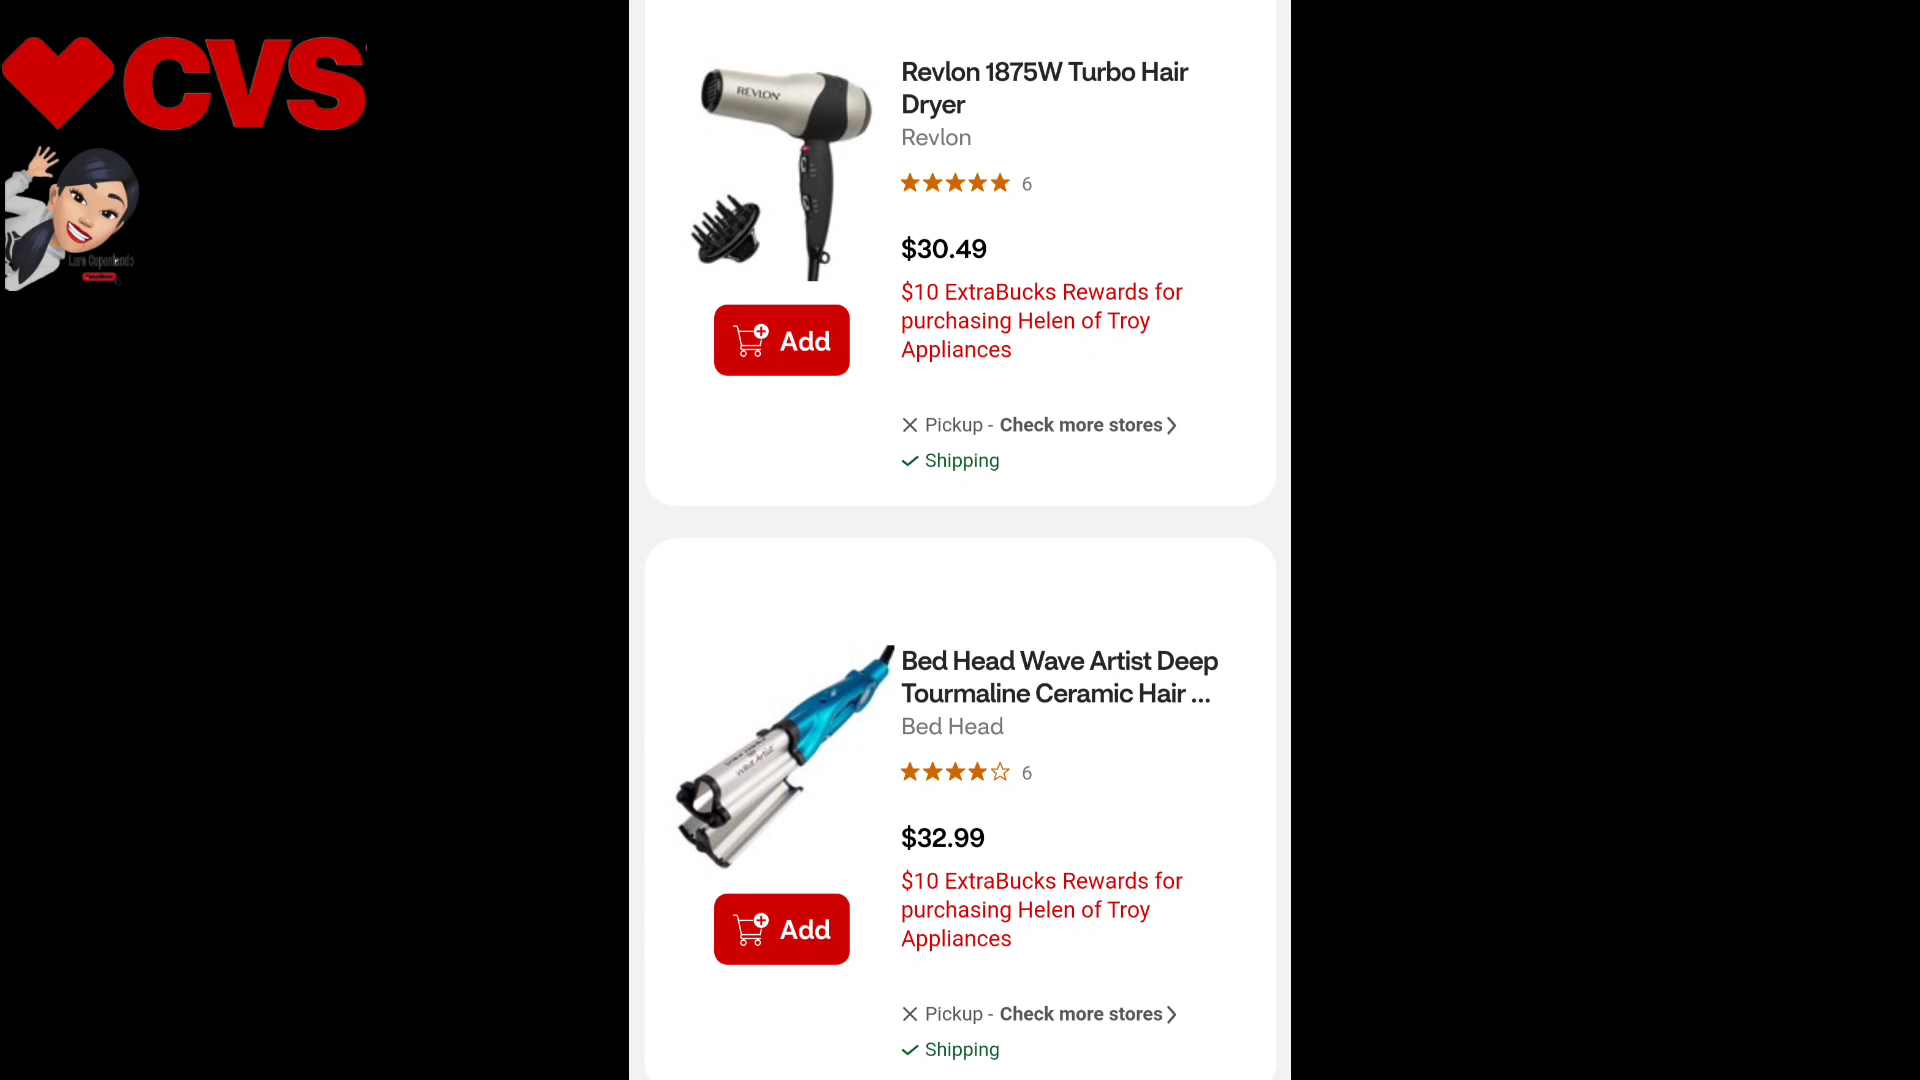 CVS
Revlon 1875W Turbo Hair
Dryer
Revlon
REVLON
6
$30.49
$10 ExtraBucks Rewards for
purchasing Helen of Troy
Appliances
Add
Pickup - Check more stores
Shipping
Bed Head Wave Artist Deep
Tourmaline Ceramic Hair ...
Bed Head
6
$32.99
$10 ExtraBucks Rewards for
purchasing Helen of Troy
Appliances
Add
Pickup - Check more stores
Shipping